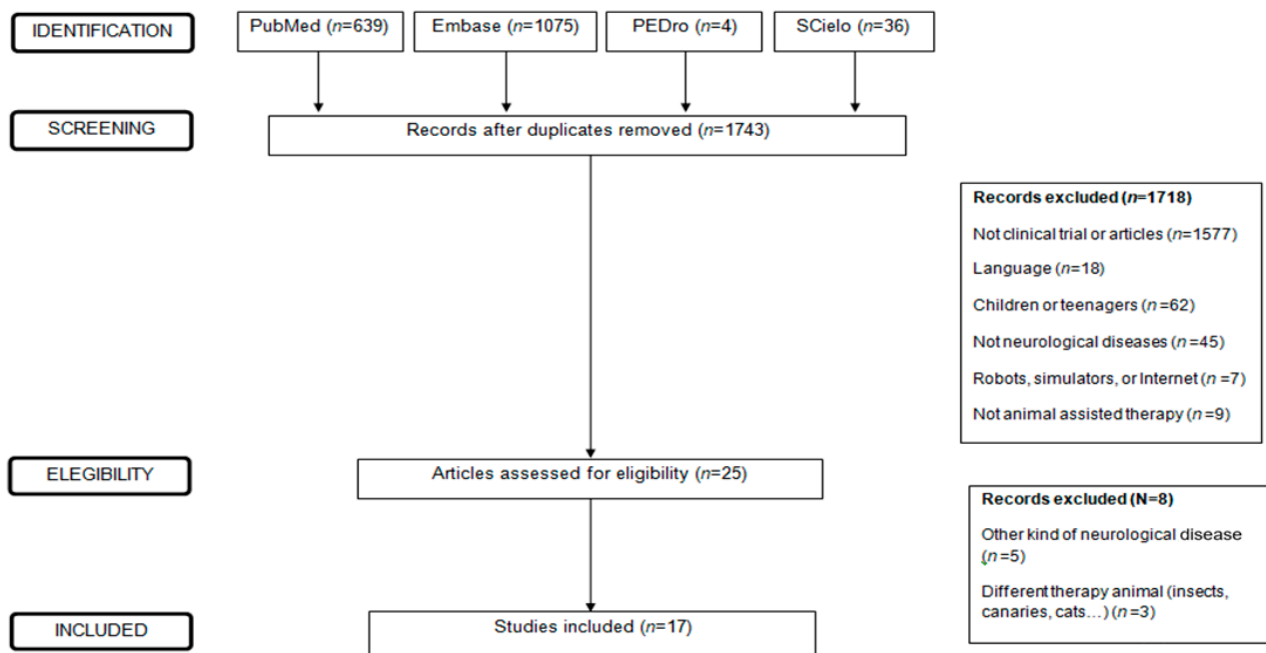 IDENTIFICATION
PubMed (n=639)
Embase (n=1075)
PEDro (n=4)
SCielo (n=36)
SCREENING
Records after duplicates removed (n=1743)
Records excluded (n=1718)
Not clinical trial or articles (n=1577)
Language (n=18)
Children or teenagers (n =62)
Not neurological diseases (n =45)
Robots, simulators, or Internet (n =7)
Not animal assisted therapy (n =9)
ELEGIBILITY
Articles assessed for eligibility (n=25)
Records excluded (N=8)
Other kind of neurological disease
(n=5)
Different therapy animal (insects,
canaries, cats...) (n=3)
INCLUDED
Studies included (n=17)